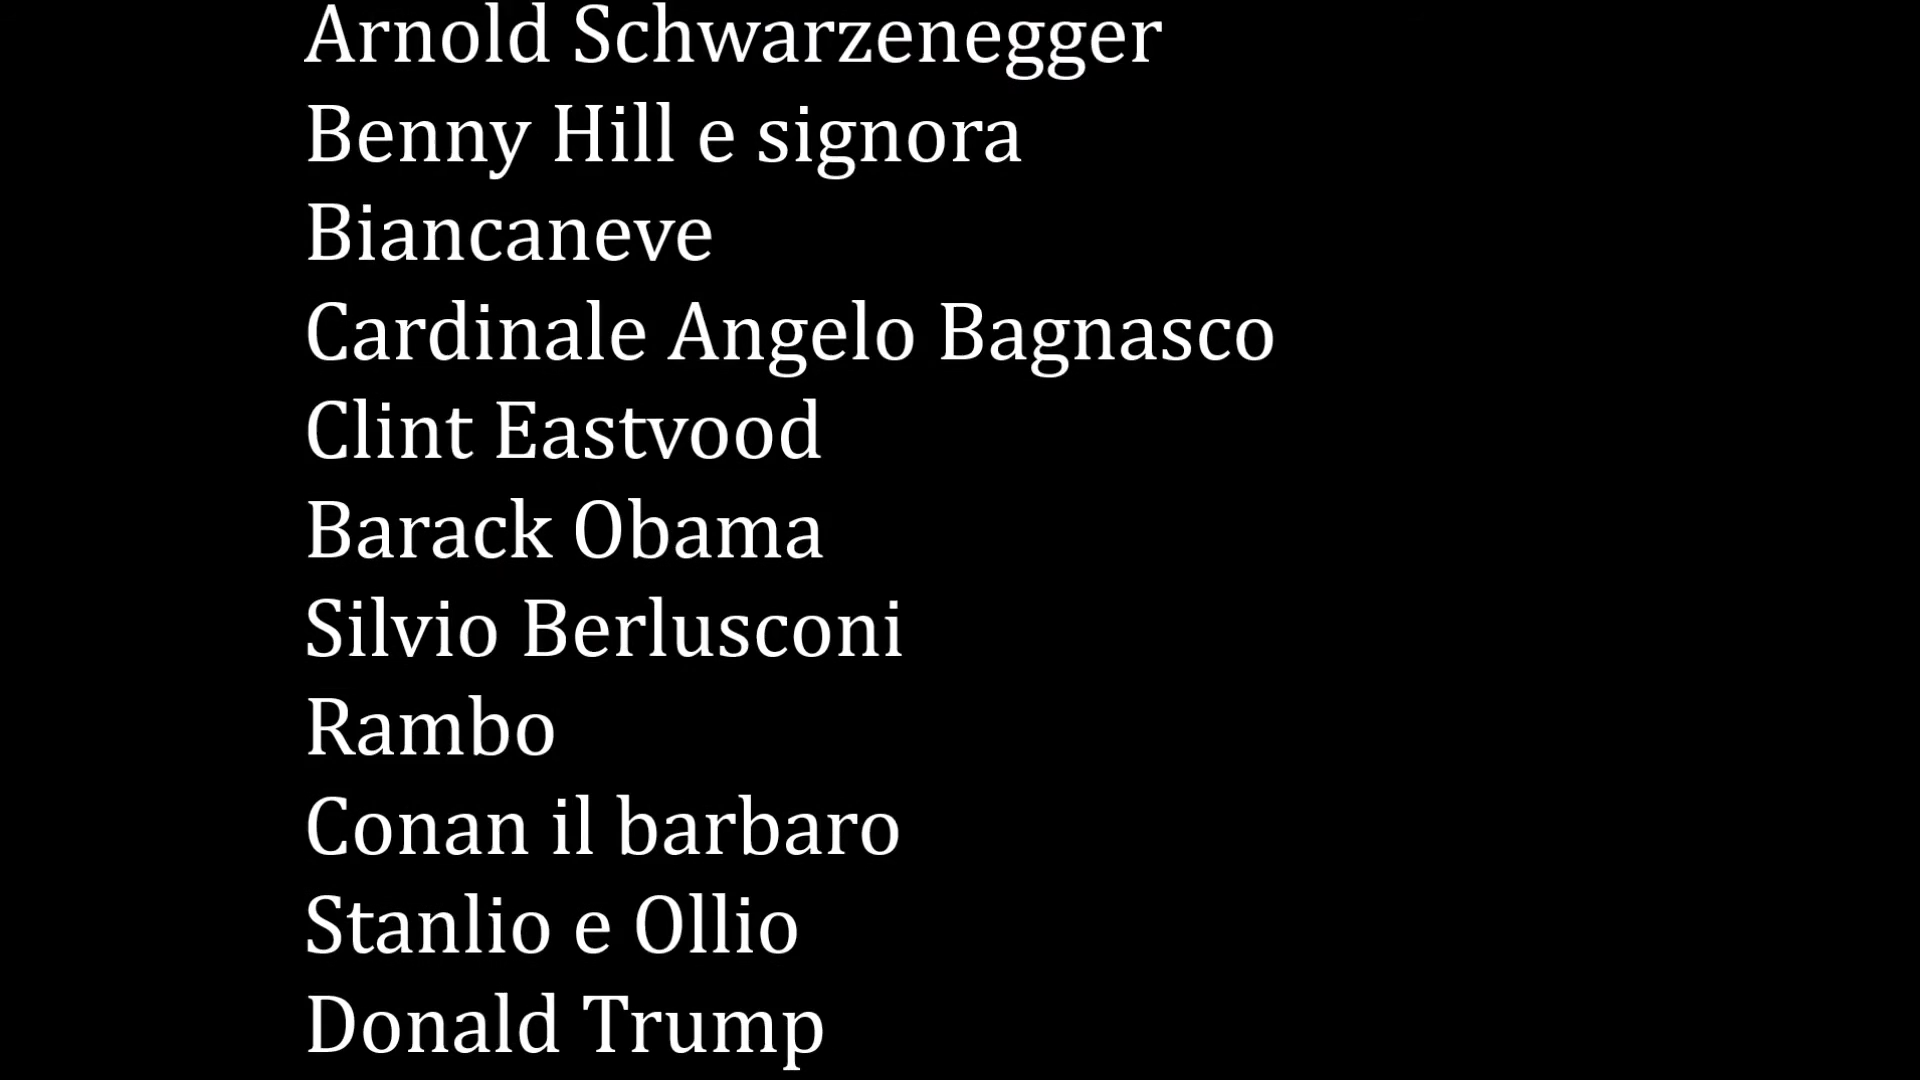 Arnold Schwarzenegger
Benny Hill e signora
Biancaneve
Cardinale Angelo Bagnasco
Clint Eastvood
Barack Obama
Silvio Berlusconi
Rambo
Conan il barbaro
Stanlio e Ollio
Donald Trump